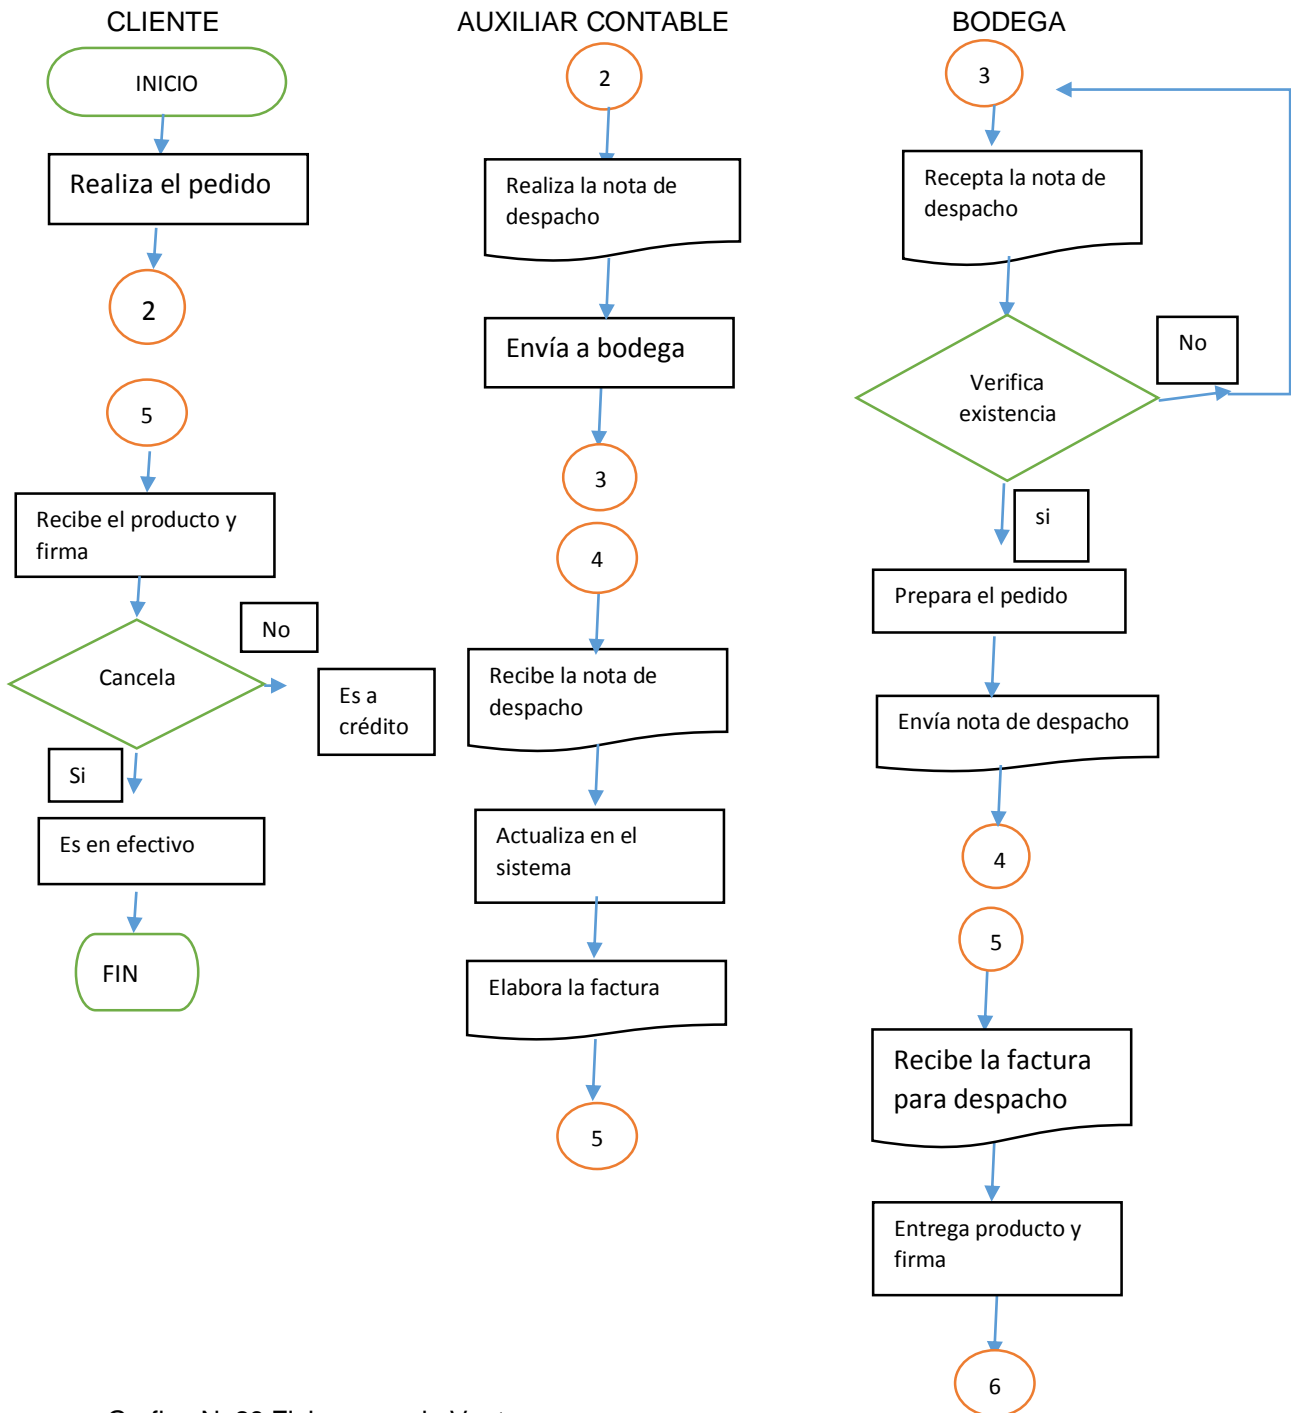 CLIENTE
INICIO
Realiza el pedido
2
5
Recibe el producto y
firma
Cancela
No
Es a
crédito
Si
Es en efectivo
FIN
AUXILIAR CONTABLE
2
Realiza la nota de
despacho
Envía a bodega
3
4
Recibe la nota de
despacho
Actualiza en el
sistema
Elabora la factura
5
BODEGA
3
Recepta la nota de
despacho
Verifica
existencia
No
si
Prepara el pedido
Envía nota de despacho
4
5
Recibe la factura
para despacho
Entrega producto y
firma
6